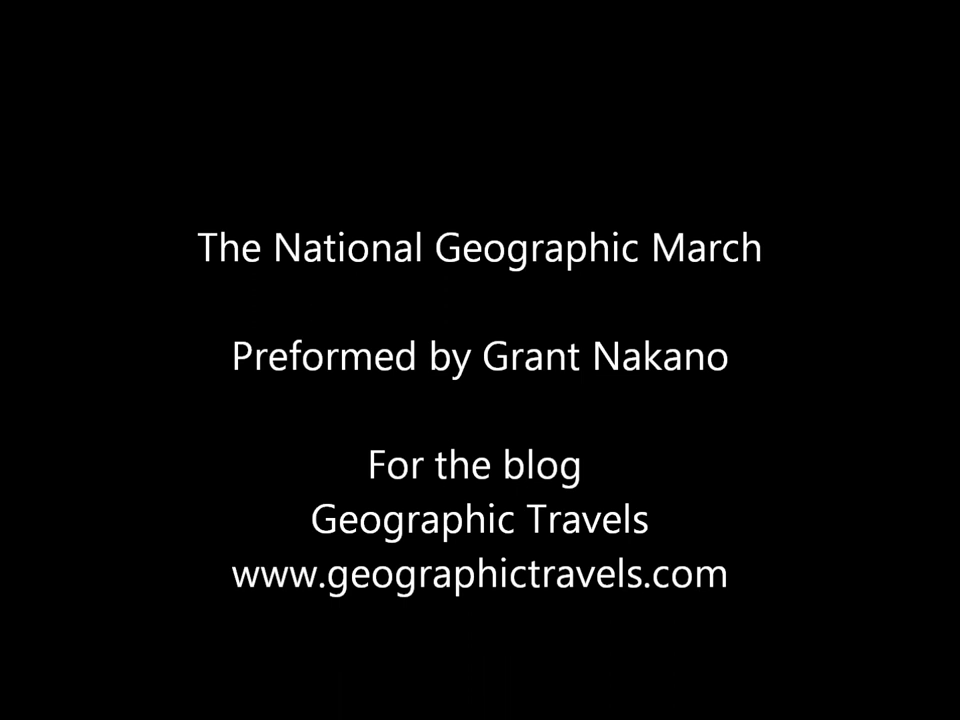 The National Geographic March
Preformed by Grant Nakano
For the blog
Geographic Travels
www.geographictravels.com